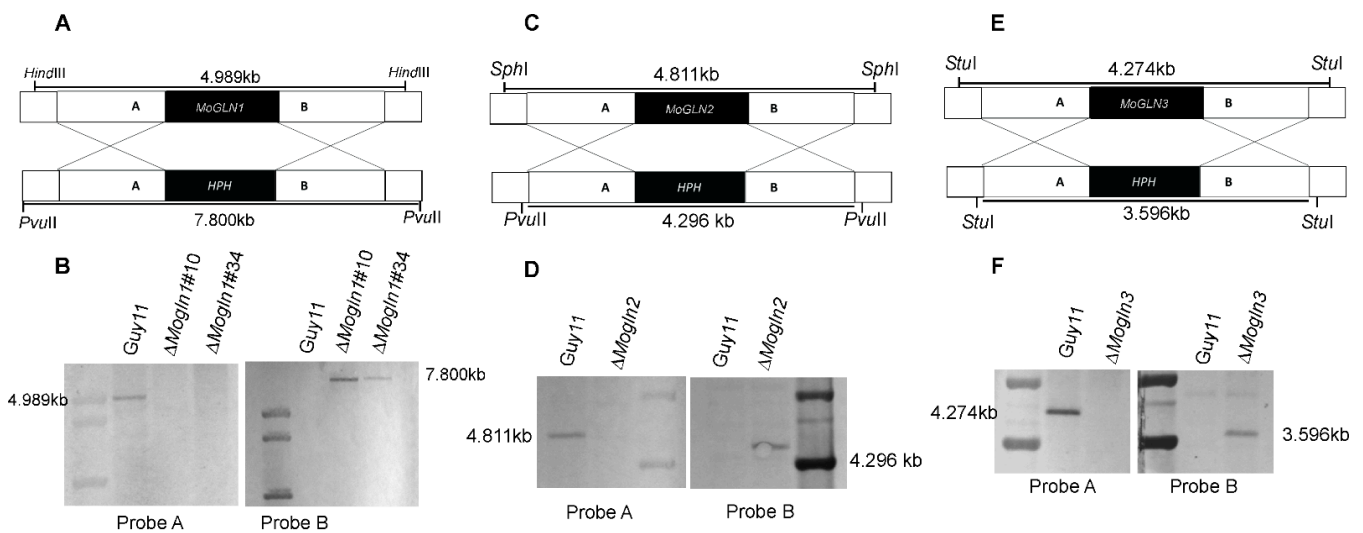 A
HindIII
4.989kb
HindIII
A
MoGLN1
B
A
HPH
B
PvuII
7.800kb
PvuII
B
Guy11
ΔMogln1#10
ΔMogln1#34
Guy11
ΔMogln1#10
ΔMogln1#34
4.989kb
7.800kb
Probe A
Probe B
C
SphI
4.811kb
SphI
A
MoGLN2
B
A
HPH
B
PvuII
4.296 kb
PvuII
D
Guy11
ΔMogln2
Guy11
ΔMogln2
4.811kb
4.296 kb
Probe A
Probe B
E
StuI
4.274kb
StuI
A
MoGLN3
B
A
HPH
B
StuI
3.596kb
StuI
F
Guy11
ΔMogln3
Guy11
ΔMogln3
4.274kb
3.596kb
Probe A
Probe B